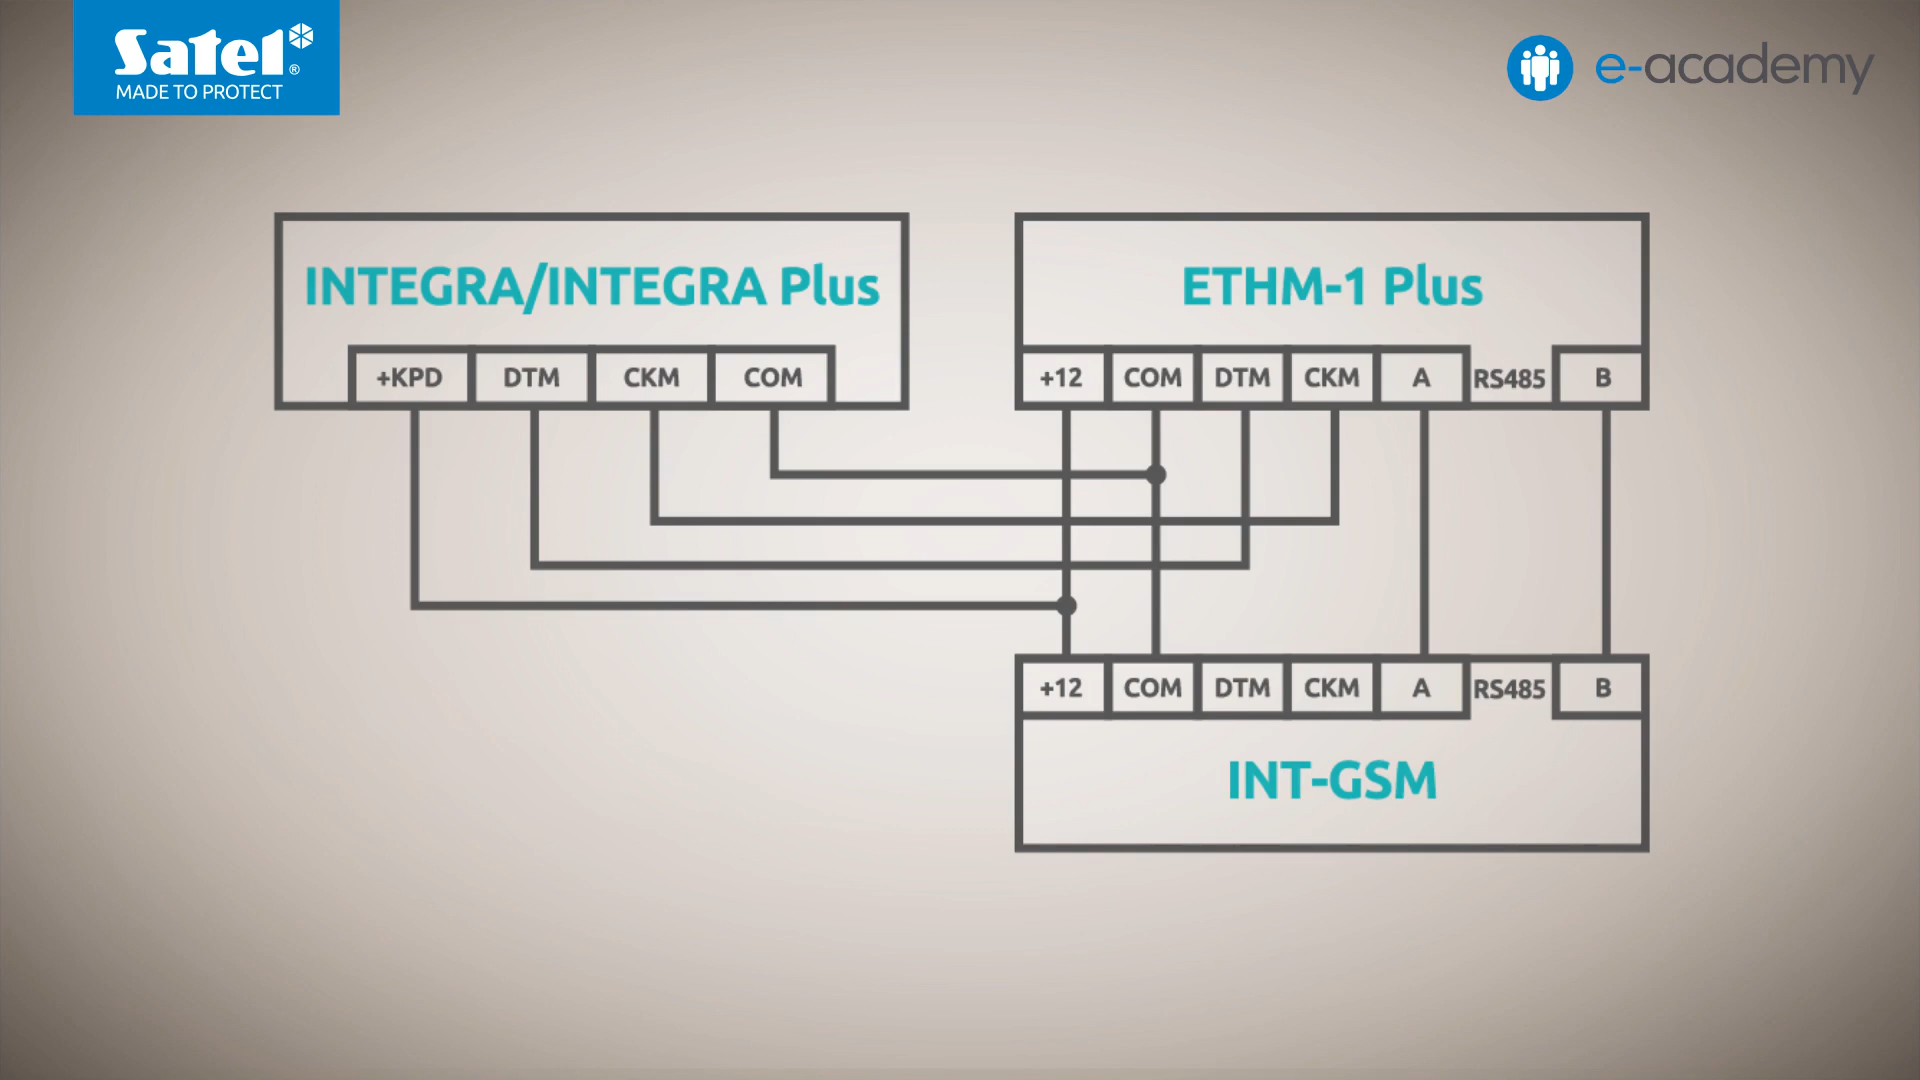 Satel®
MADE TO PROTECT
e-academy
INTEGRA/INTEGRA Plus
+KPD DTM CKM COM
ETHM-1 Plus
+12 COM DTM CKM A RS485 B
+12 COM DTM CKM A RS485 B
INT-GSM